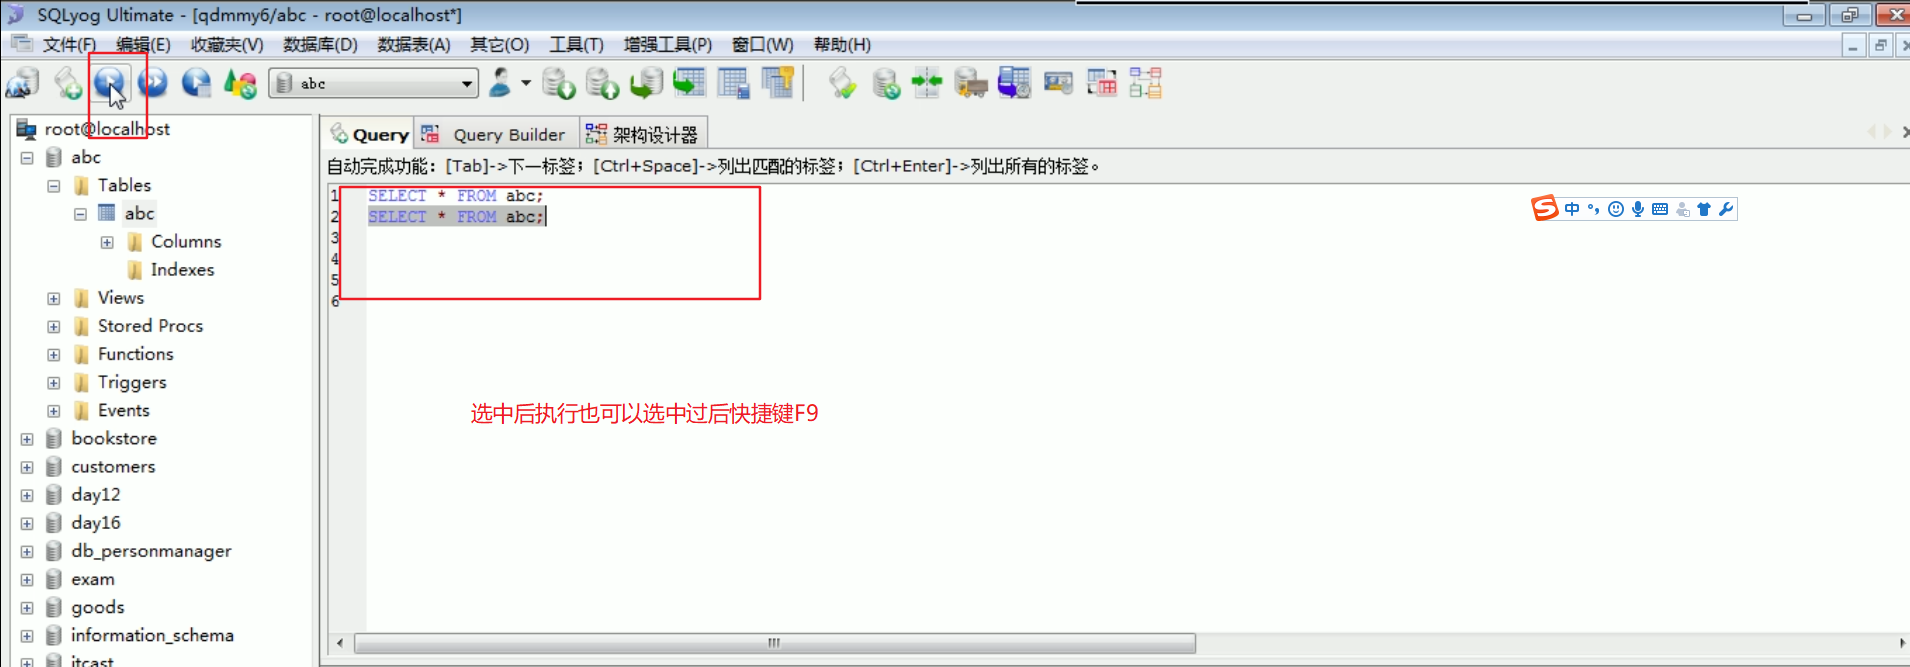 SQLyog Ultimate - [qdmmy6/abc - root@localhost*]
文件(F) 编辑(E) 收藏夹(V) 数据库(D) 数据表(A) 其它(O) 工具(T) 增强工具(P) 窗口(W) 帮助(H)
abc
root@localhost
abc
Tables
abc
Columns
Indexes
Views
Stored Procs
Functions
Triggers
Events
bookstore
customers
day12
day16
db_personmanager
exam
goods
information_schema
itcast
Query Query Builder 架构设计器
自动完成功能：[Tab]->下一标签；[Ctrl+Space]->列出匹配的标签；[Ctrl+Enter]->列出所有的标签。
1 SELECT * FROM abc;
2 SELECT * FROM abc;
3
4
5
6
S 中
选中后执行也可以选中过后快捷键F9